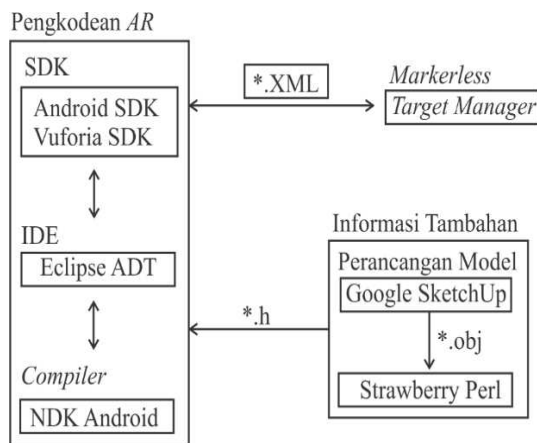 Pengkodean AR
SDK
Android SDK
Vuforia SDK
IDE
Eclipse ADT
Compiler
NDK Android
*.XML
Markerless
Target Manager
Informasi Tambahan
Perancangan Model
Google SketchUp
*.obj
Strawberry Perl
*.h